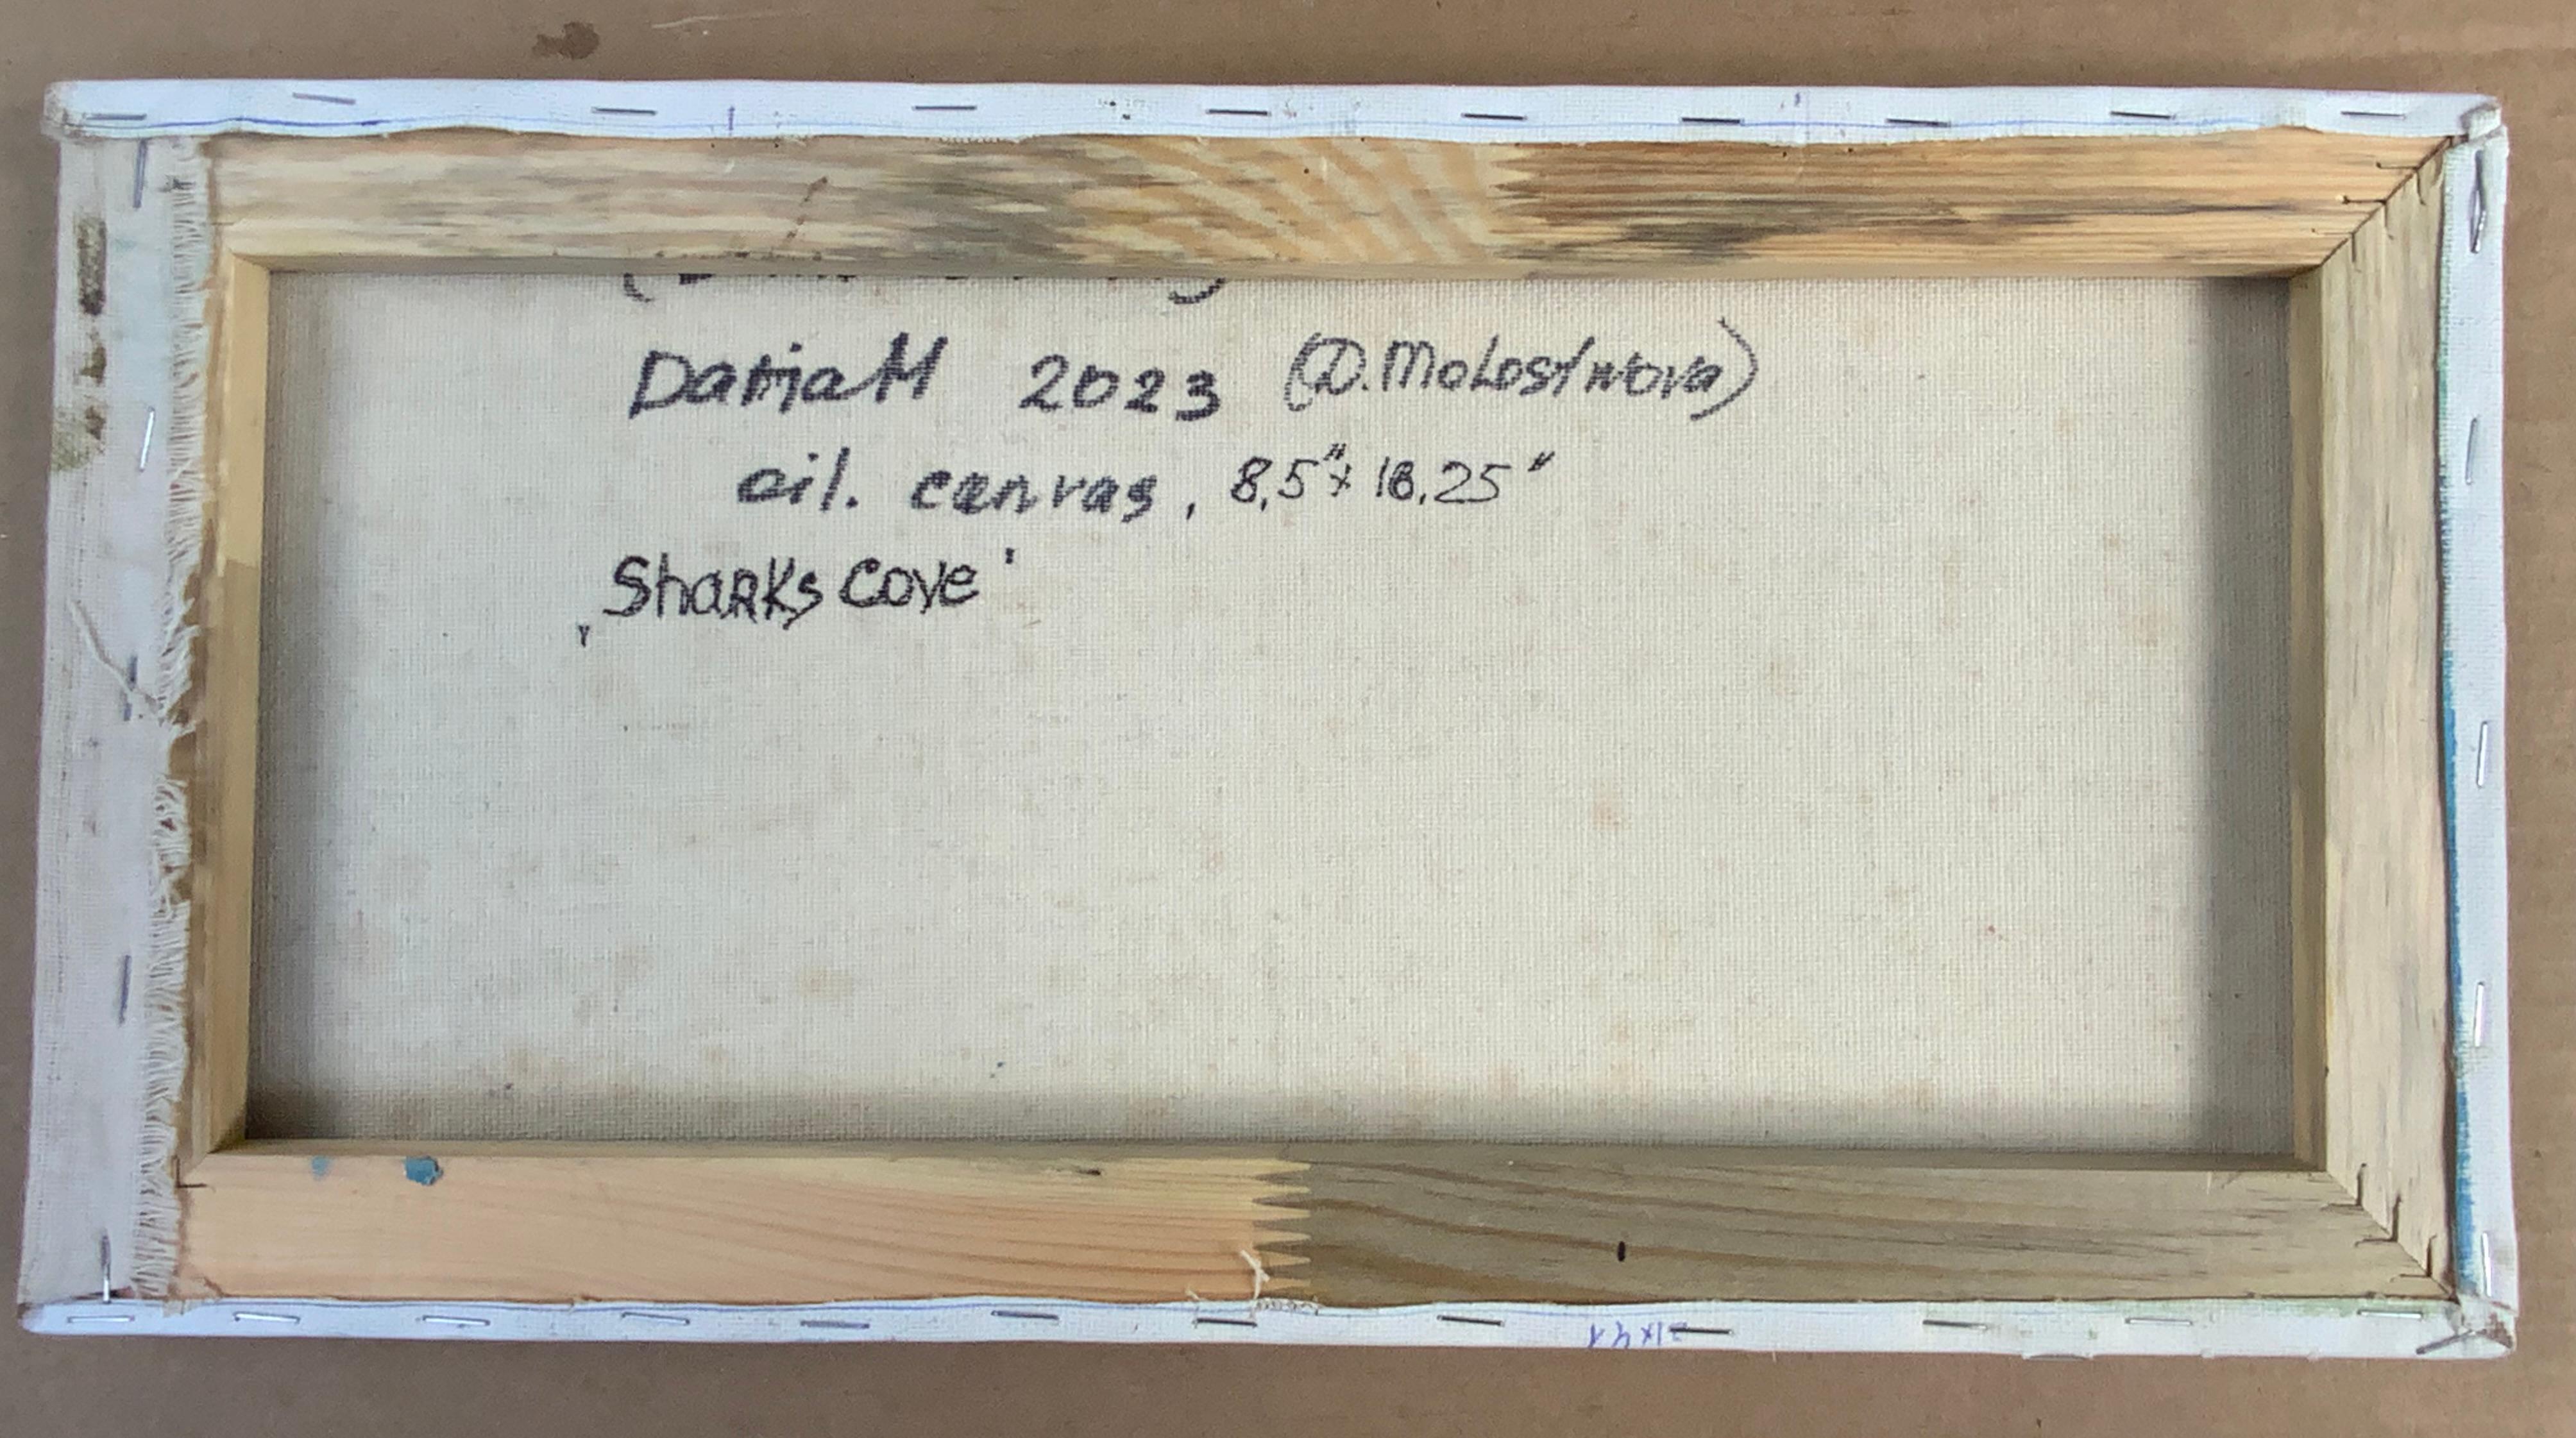 DariaM 2023 (D. Molostnova)
oil. canvas, 8,5" x 16,25"
"Sharks Cove"